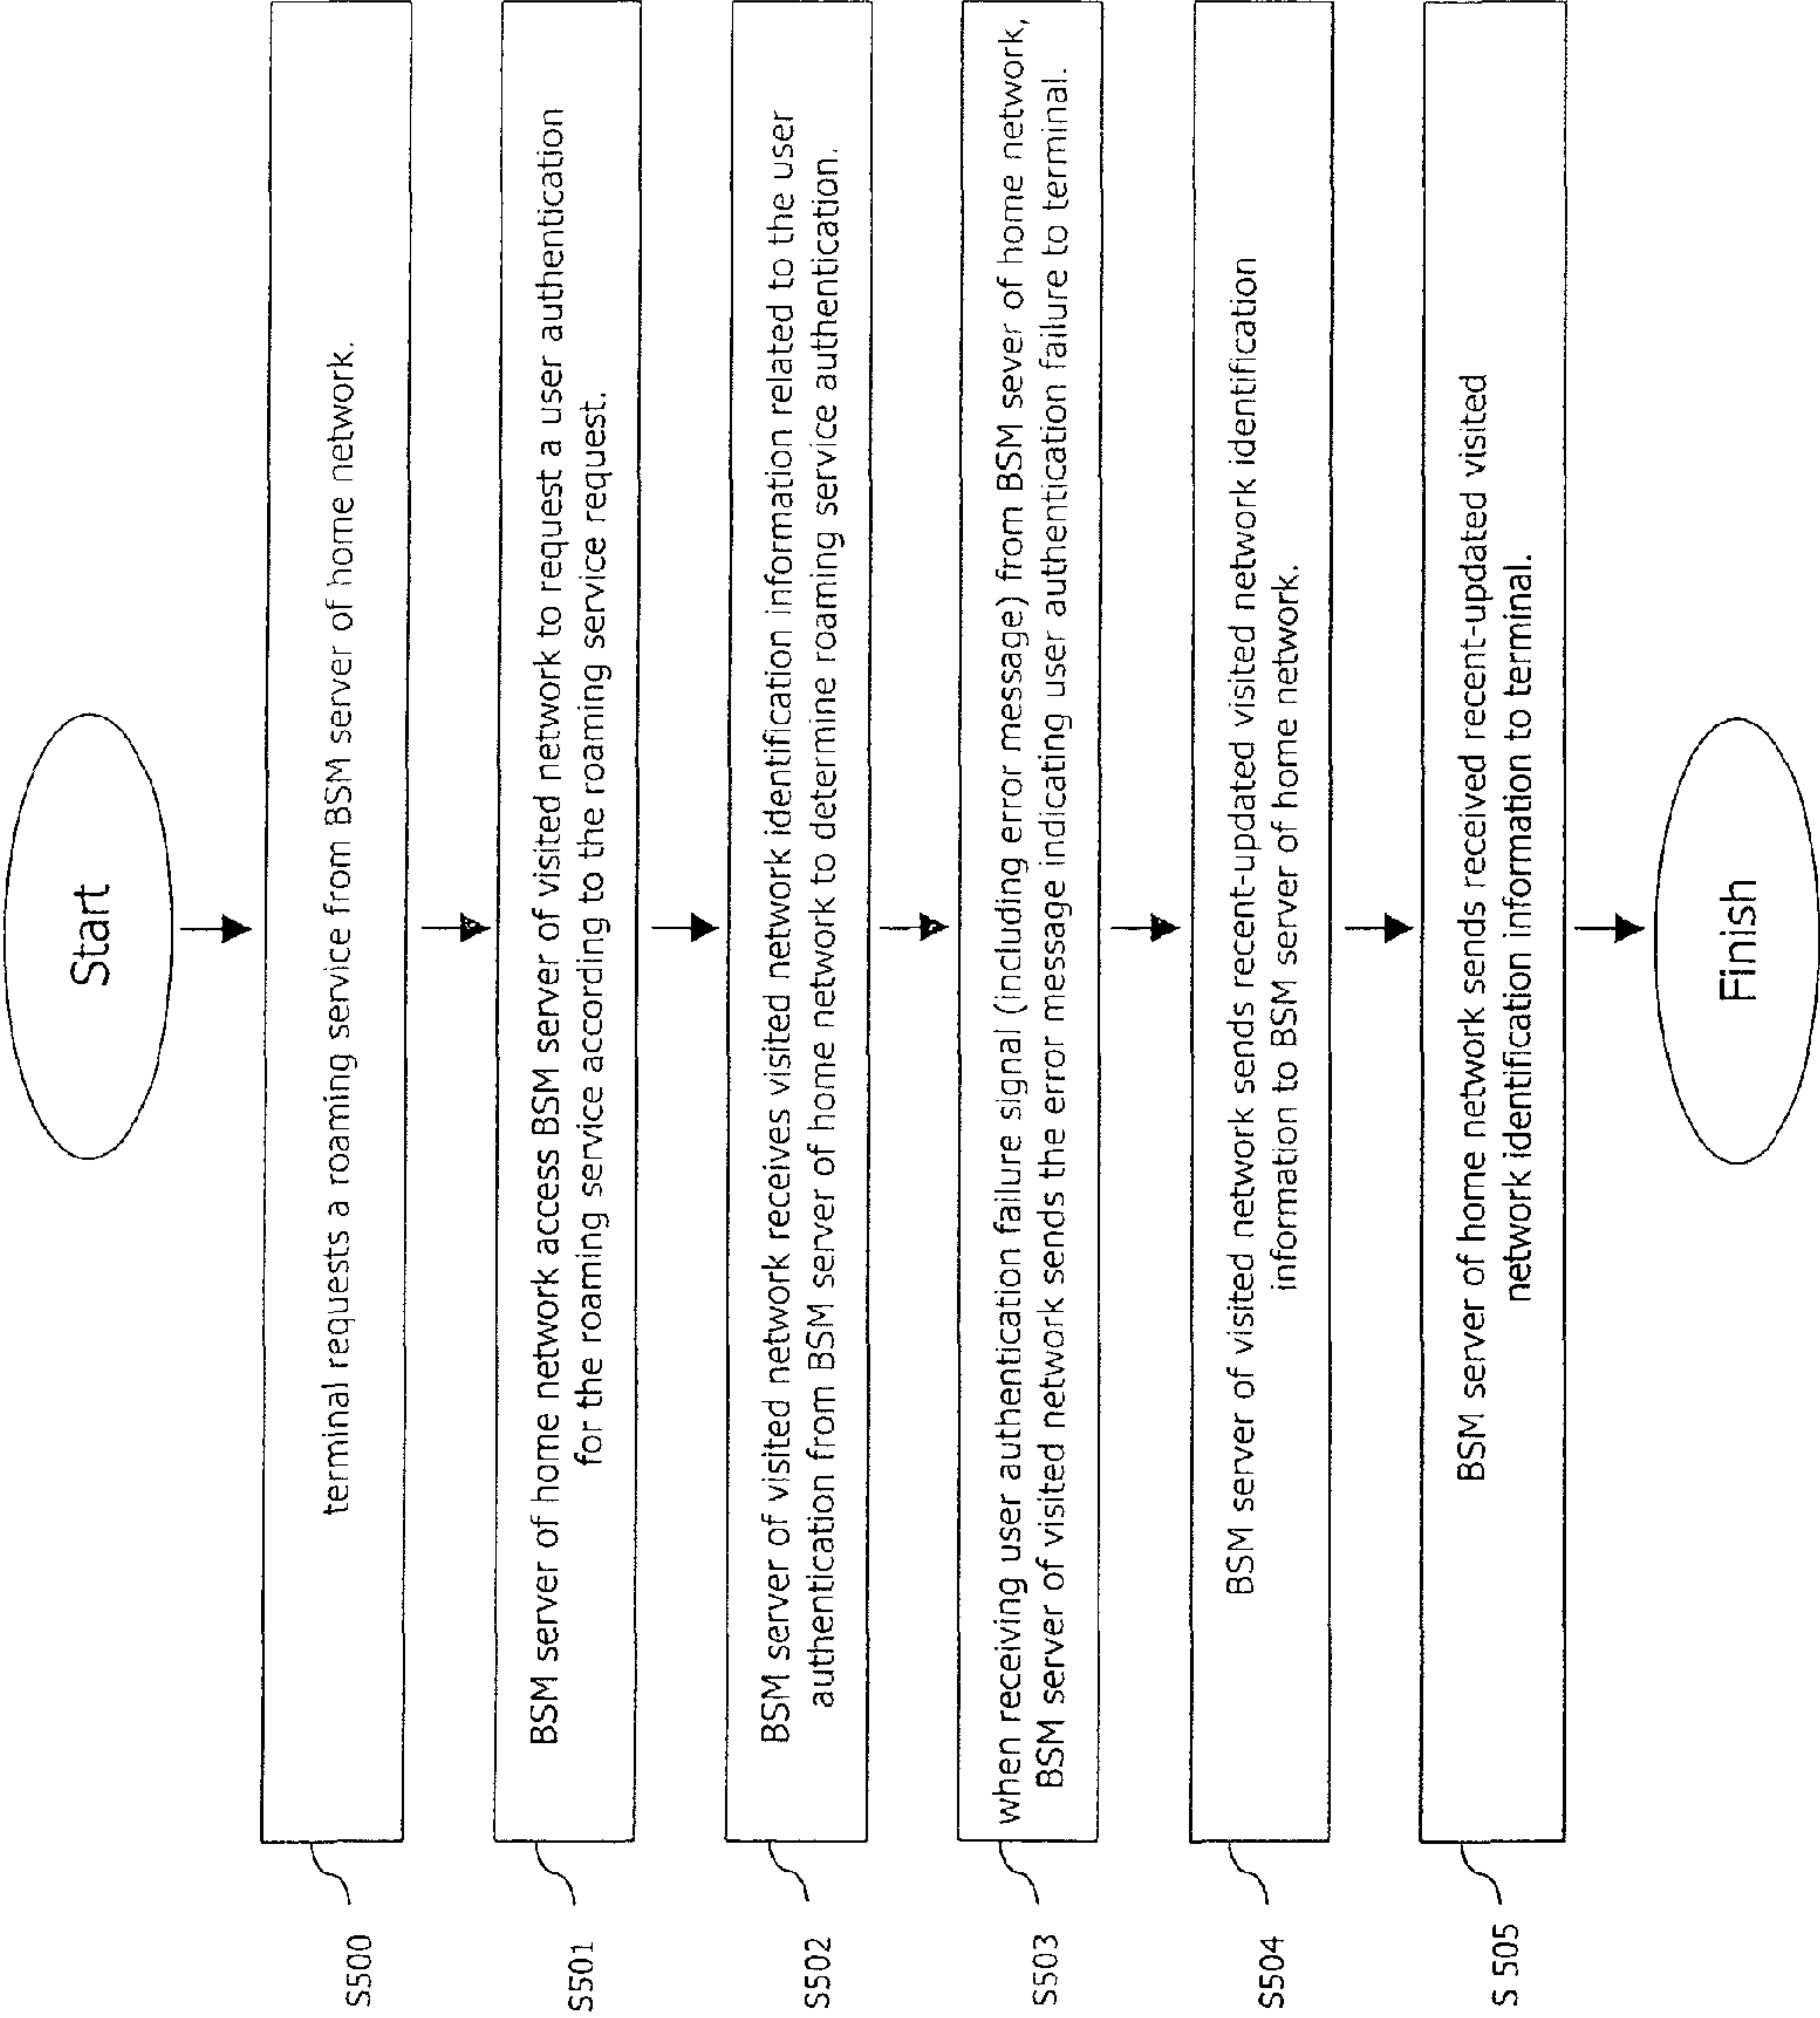 Start
S500
terminal requests a roaming service from BSM server of home network.
S501
BSM server of home network access BSM server of visited network to request a user authentication
for the roaming service according to the roaming service request.
S502
BSM server of visited network receives visited network identification information related to the user
authentication from BSM server of home network to determine roaming service authentication.
S503
when receiving user authentication failure signal (including error message) from BSM sever of home network,
BSM server of visited network sends the error message indicating user authentication failure to terminal.
S504
BSM server of visited network sends recent-updated visited network identification
information to BSM server of home network.
S 505
BSM server of home network sends received recent-updated visited
network identification information to terminal.
Finish